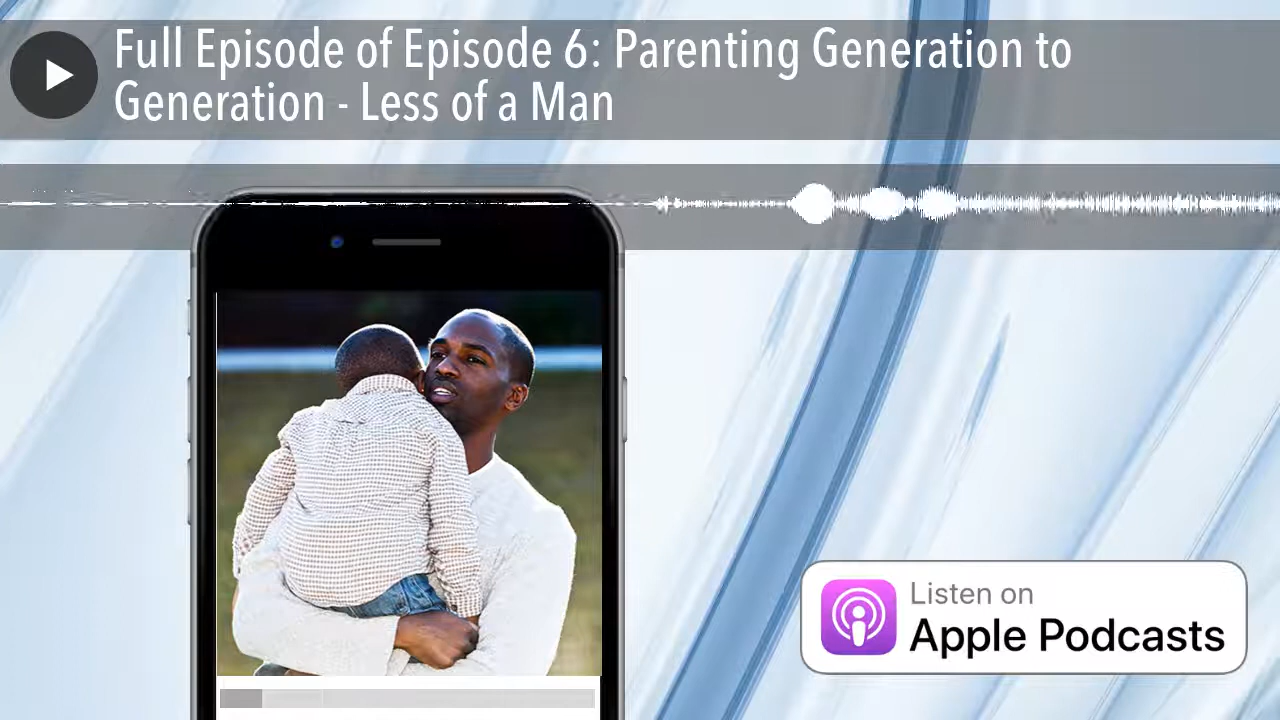 Full Episode of Episode 6: Parenting Generation to
Generation - Less of a Man
Listen on
Apple Podcasts